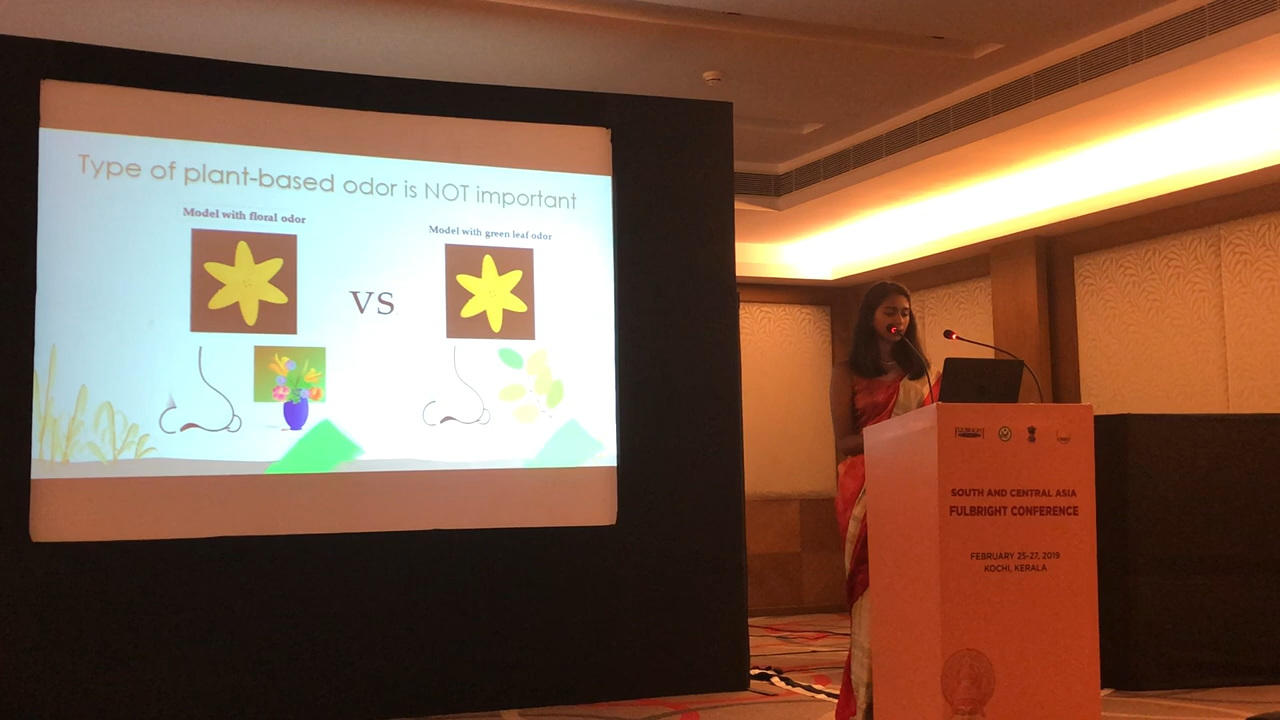 Type of plant-based odor is NOT important
Model with floral odor
Model with green leaf odor
vs
SOUTH AND CENTRAL ASIA
FULBRIGHT CONFERENCE
FEBRUARY 25-27, 2019
KOCHI, KERALA